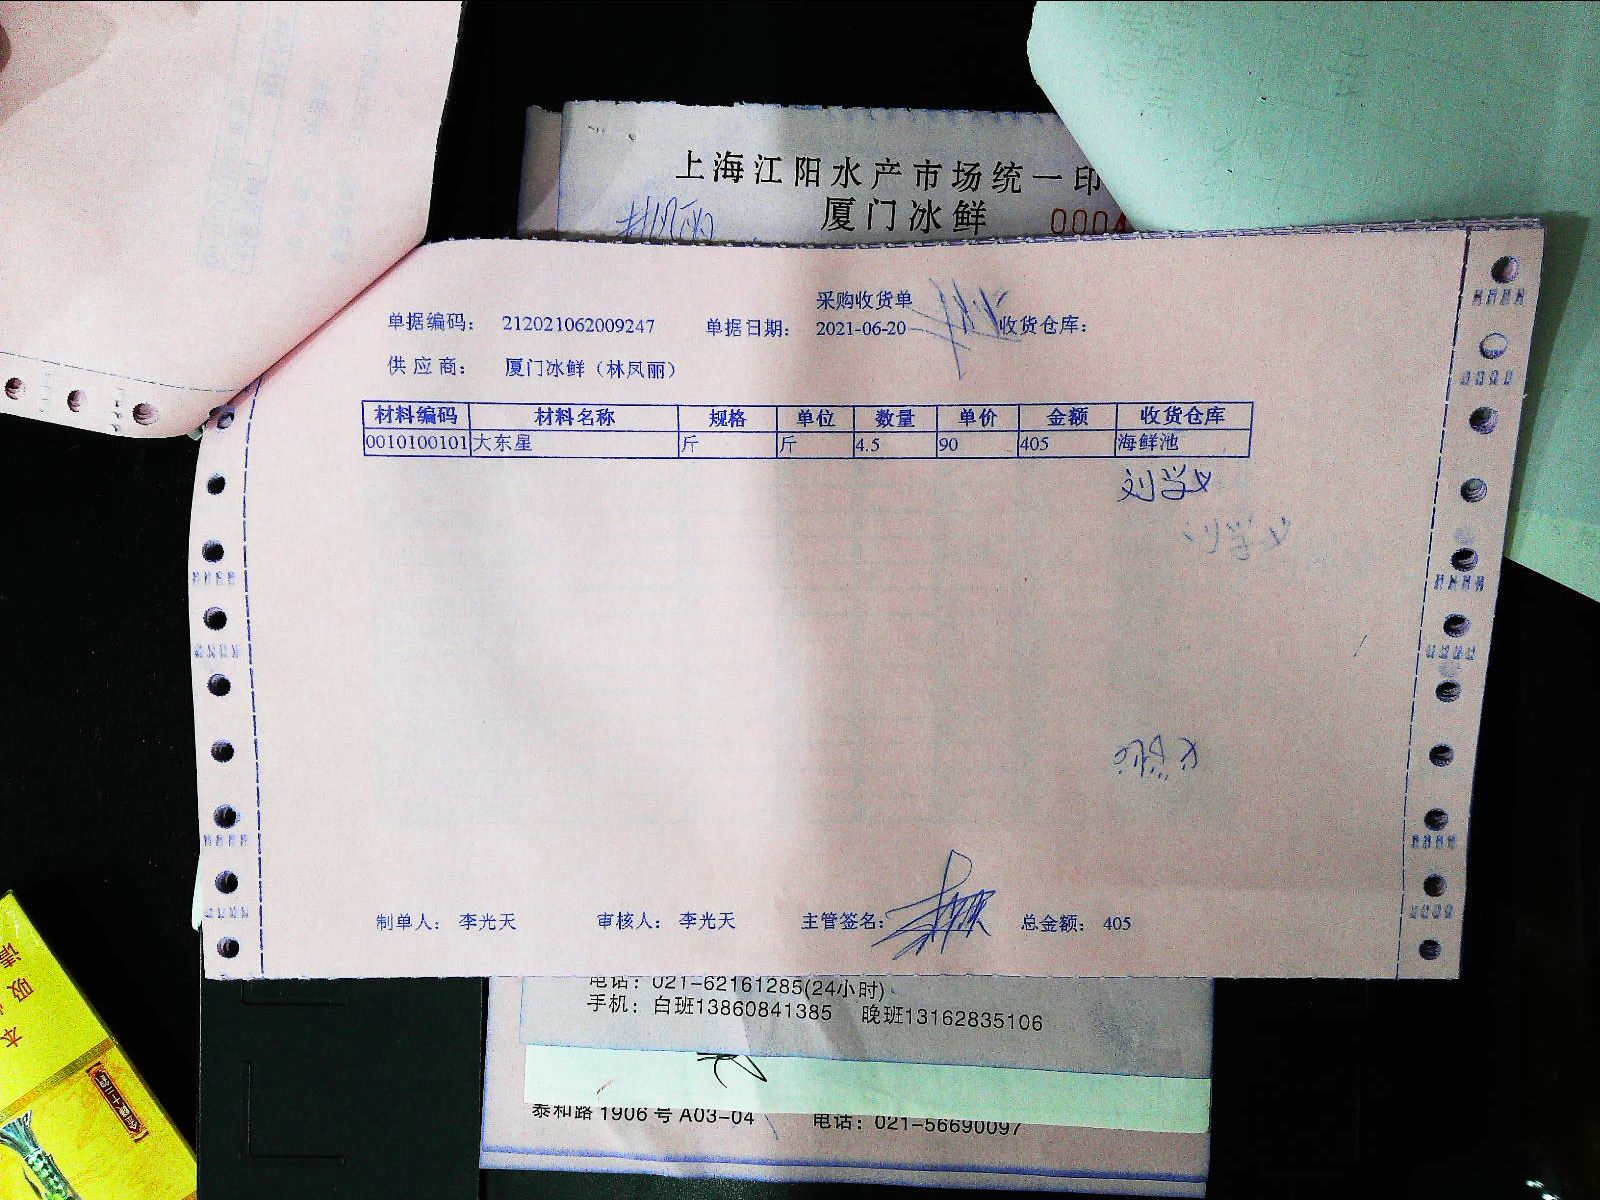 上海江阳水产市场统一印
厦门冰鲜 0004
采购收货单
单据编码： 212021062009247 单据日期： 2021-06-20 收货仓库：
供应商： 厦门冰鲜（林凤丽）
材料编码 材料名称 规格 单位 数量 单价 金额 收货仓库
0010100101 大东星 斤 斤 4.5 90 405 海鲜池
刘学义
制单人： 李光天 审核人： 李光天 主管签名： 总金额： 405
电话：021-62161285(24小时)
手机： 白班13860841385 晚班13162835106
泰和路1906号A03-04 电话：021-56690097